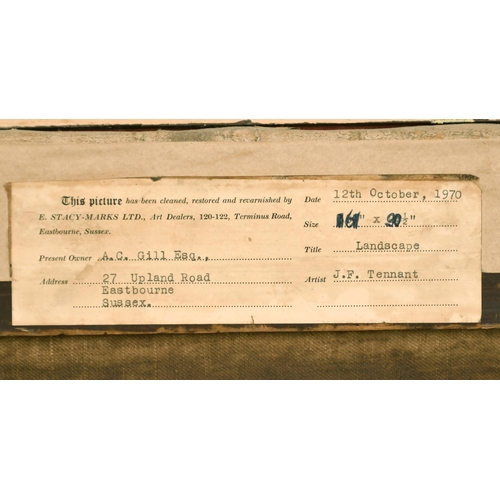 This picture has been cleaned, restored and revarnished by
E. STACY-MARKS LTD., Art Dealers, 120-122, Terminus Road,
Eastbourne, Sussex.
Present Owner A.C. Gill Esq.,
Address 27 Upland Road
Eastbourne
Sussex.
Date 12th October, 1970
Size " x 90½"
Title Landscape
Artist J.F. Tennant